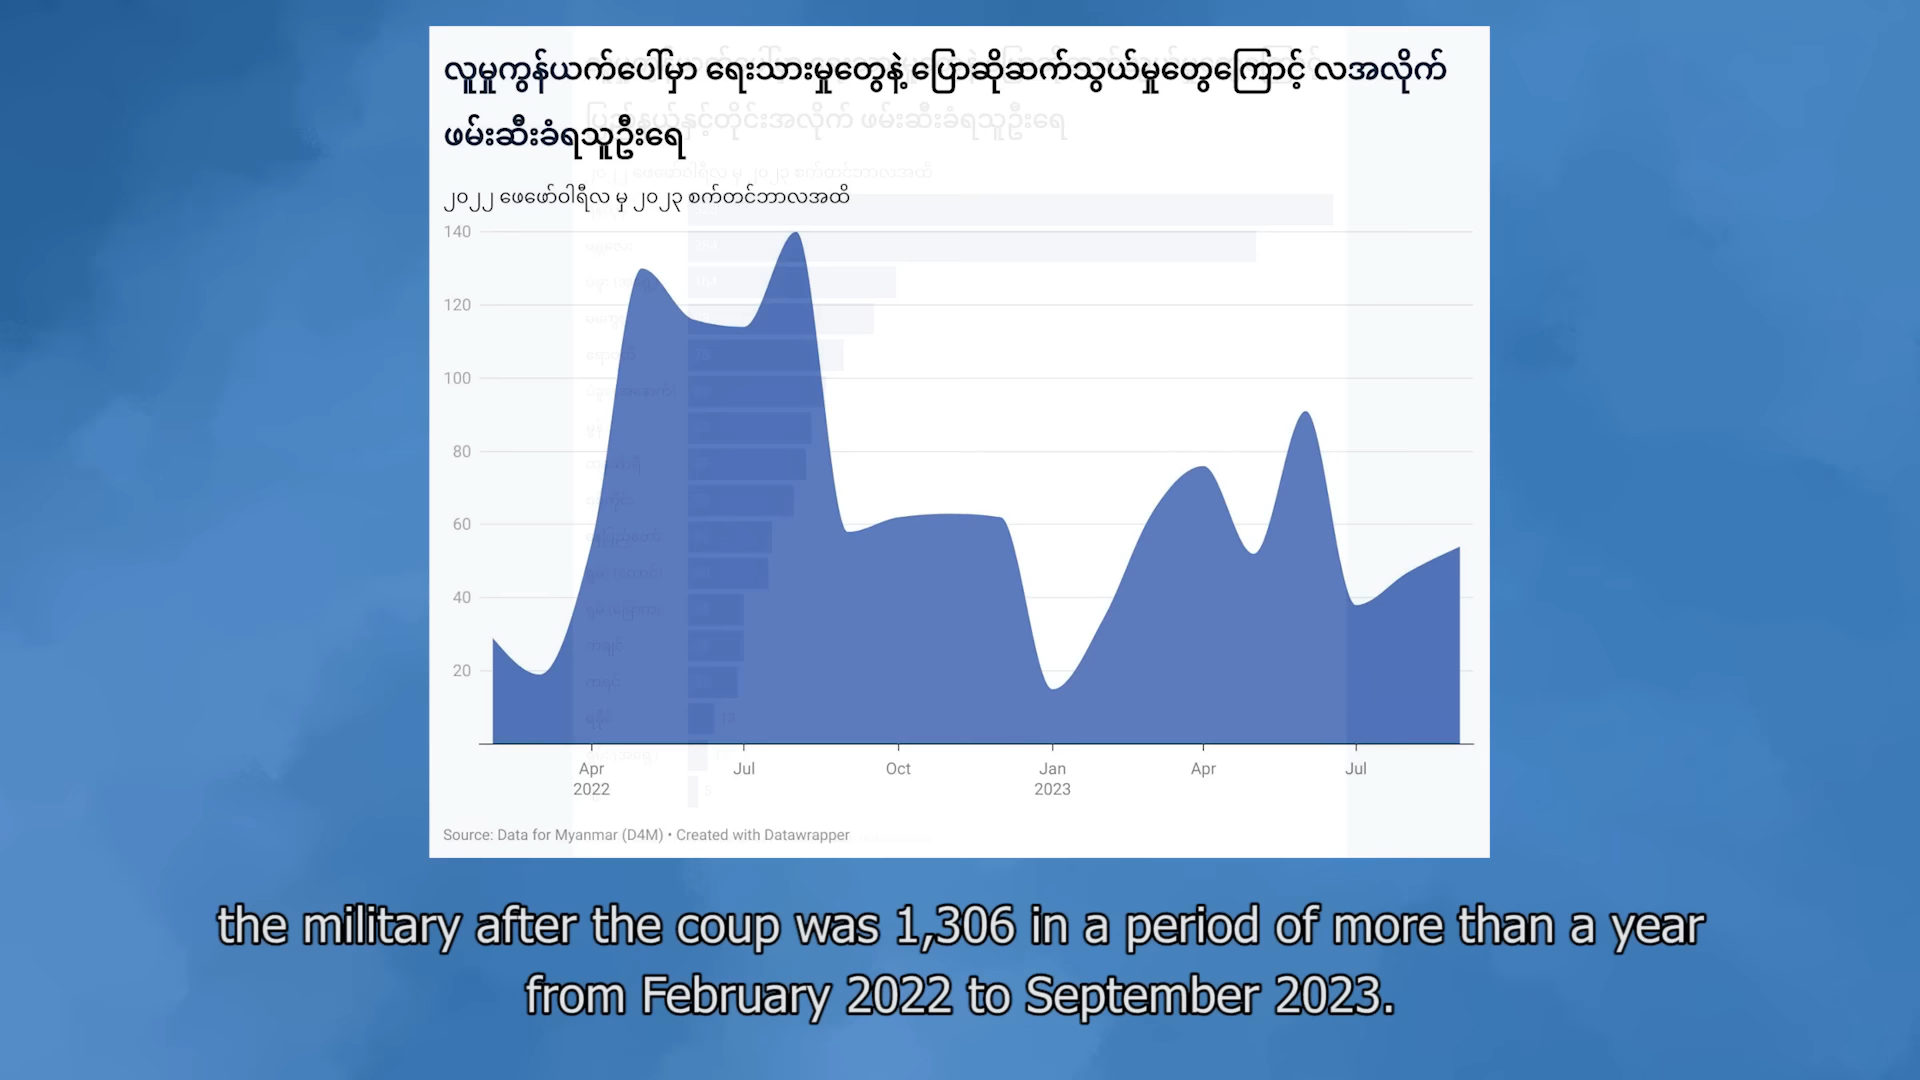 လူမှုကွန်ယက်ပေါ်မှာ ရေးသားမှုတွေနဲ့ ပြောဆိုဆက်သွယ်မှုတွေကြောင့် လအလိုက်
ဖမ်းဆီးခံရသူဦးရေ
၂၀၂၂ ဖေဖော်ဝါရီလ မှ ၂၀၂၃ စက်တင်ဘာလအထိ
140
120
100
80
60
40
20
Apr Jul Oct Jan Apr Jul
2022 2023
Source: Data for Myanmar (D4M) • Created with Datawrapper
the military after the coup was 1,306 in a period of more than a year
from February 2022 to September 2023.